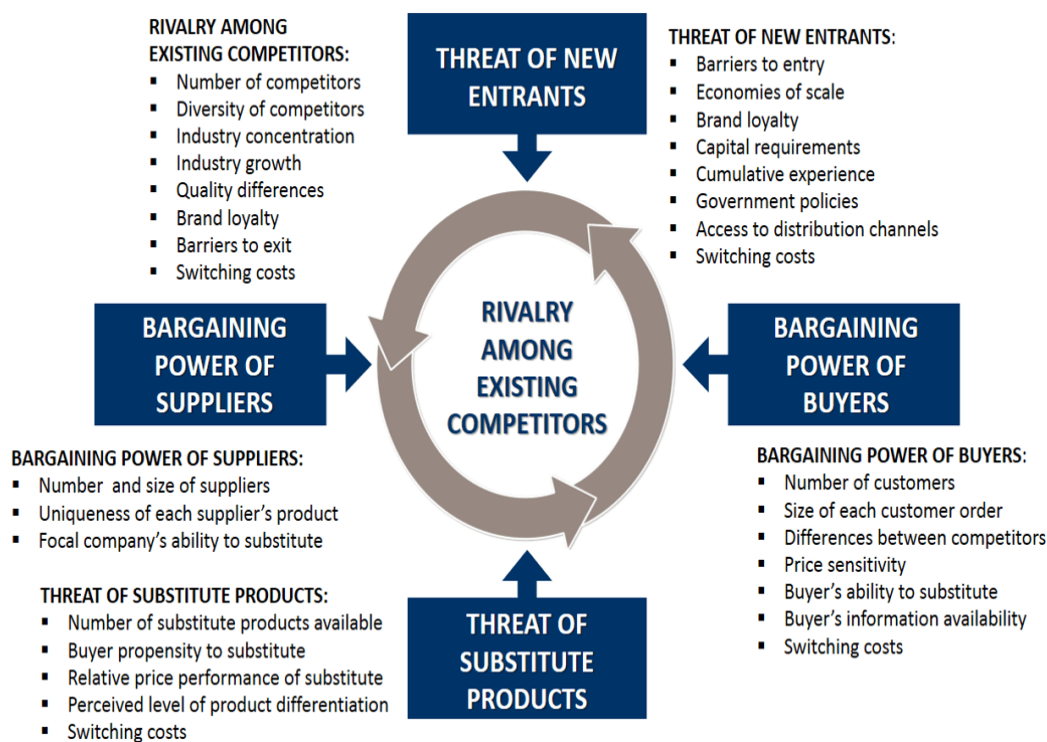 RIVALRY AMONG
EXISTING COMPETITORS:
▪ Number of competitors
▪ Diversity of competitors
▪ Industry concentration
▪ Industry growth
▪ Quality differences
▪ Brand loyalty
▪ Barriers to exit
▪ Switching costs
THREAT OF NEW
ENTRANTS
THREAT OF NEW ENTRANTS:
▪ Barriers to entry
▪ Economies of scale
▪ Brand loyalty
▪ Capital requirements
▪ Cumulative experience
▪ Government policies
▪ Access to distribution channels
▪ Switching costs
BARGAINING
POWER OF
SUPPLIERS
RIVALRY
AMONG
EXISTING
COMPETITORS
BARGAINING
POWER OF
BUYERS
BARGAINING POWER OF SUPPLIERS:
▪ Number and size of suppliers
▪ Uniqueness of each supplier's product
▪ Focal company's ability to substitute
BARGAINING POWER OF BUYERS:
▪ Number of customers
▪ Size of each customer order
▪ Differences between competitors
▪ Price sensitivity
▪ Buyer's ability to substitute
▪ Buyer's information availability
▪ Switching costs
THREAT OF SUBSTITUTE PRODUCTS:
▪ Number of substitute products available
▪ Buyer propensity to substitute
▪ Relative price performance of substitute
▪ Perceived level of product differentiation
▪ Switching costs
THREAT OF
SUBSTITUTE
PRODUCTS